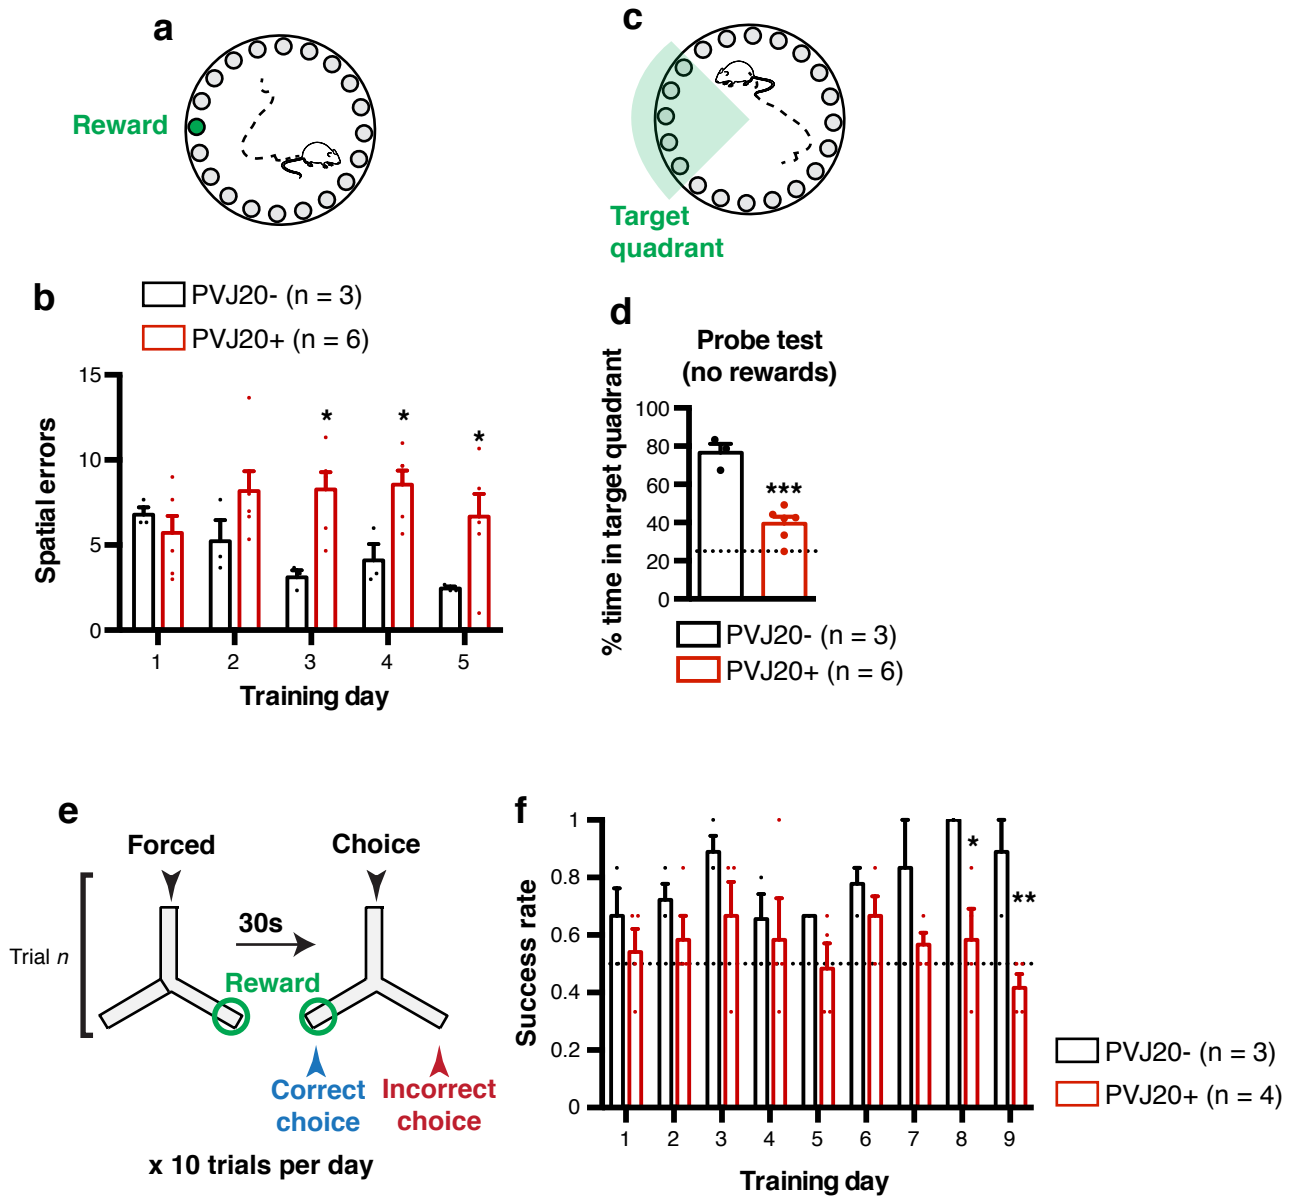 a
Reward
c
Target
quadrant
b
PVJ20- (n = 3)
PVJ20+ (n = 6)
Spatial errors
15
10
5
0
*
*
*
1 2 3 4 5
Training day
d
Probe test
(no rewards)
% time in target quadrant
100
80
60
40
20
0
***
PVJ20- (n = 3)
PVJ20+ (n = 6)
e
Forced
Choice
Trial n
30s
Reward
Correct
choice
Incorrect
choice
x 10 trials per day
f
Success rate
1
0.8
0.6
0.4
0.2
0
*
**
1 2 3 4 5 6 7 8 9
Training day
PVJ20- (n = 3)
PVJ20+ (n = 4)